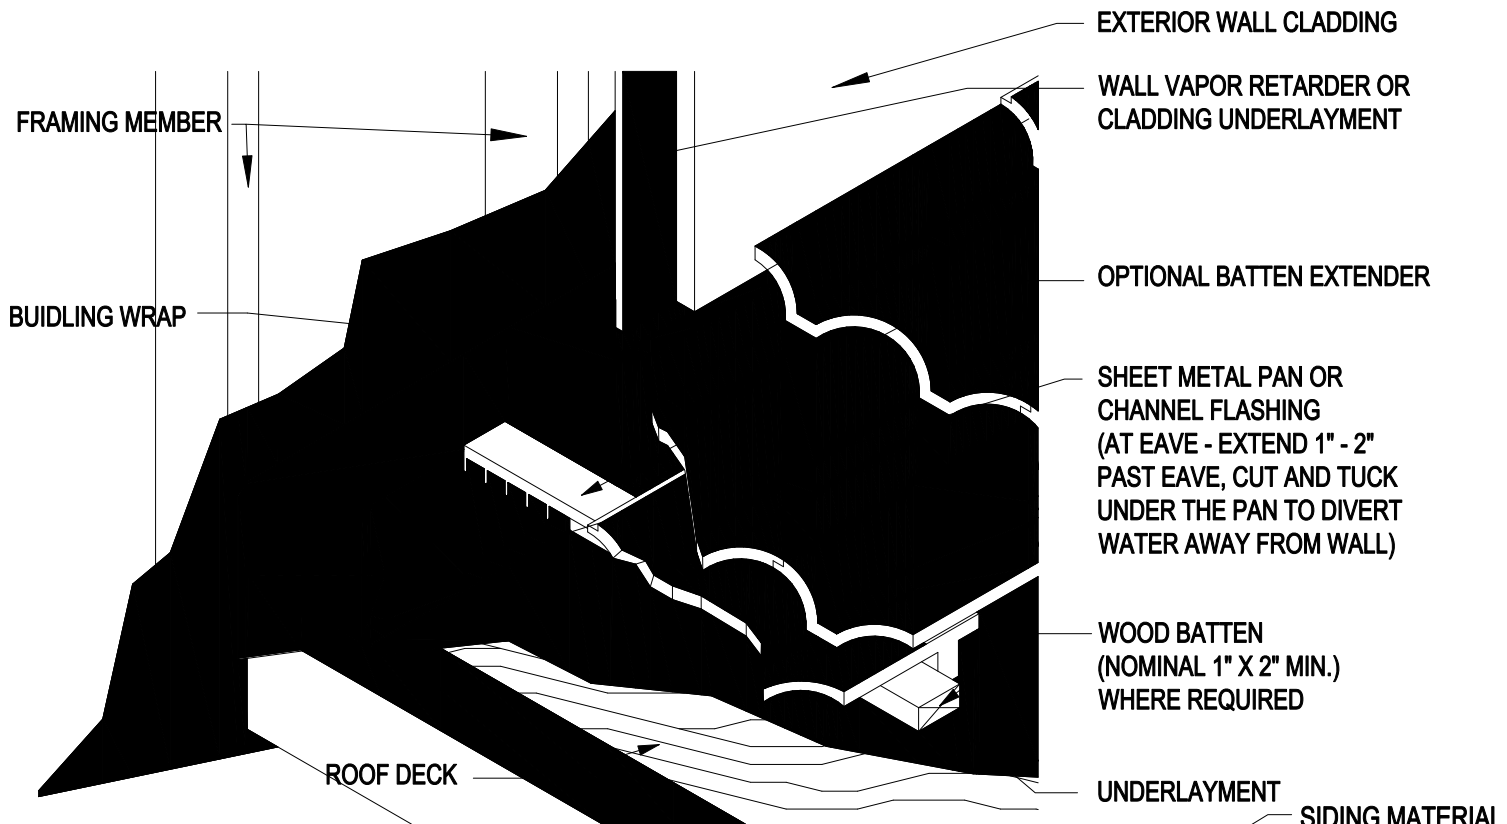 EXTERIOR WALL CLADDING
WALL VAPOR RETARDER OR
CLADDING UNDERLAYMENT
FRAMING MEMBER
OPTIONAL BATTEN EXTENDER
BUIDLING WRAP
SHEET METAL PAN OR
CHANNEL FLASHING
(AT EAVE - EXTEND 1" - 2"
PAST EAVE, CUT AND TUCK
UNDER THE PAN TO DIVERT
WATER AWAY FROM WALL)
WOOD BATTEN
(NOMINAL 1" X 2" MIN.)
WHERE REQUIRED
ROOF DECK
UNDERLAYMENT
SIDING MATERIAL